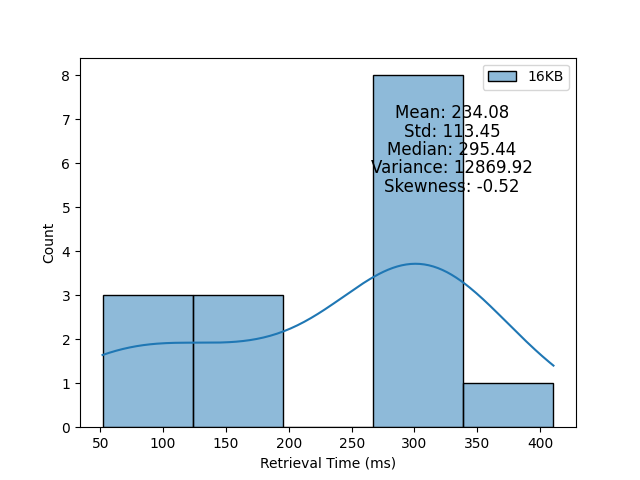 16KB
Mean: 234.08
Std: 113.45
Median: 295.44
Variance: 12869.92
Skewness: -0.52
8
7
6
5
4
3
2
1
0
Count
50 100 150 200 250 300 350 400
Retrieval Time (ms)